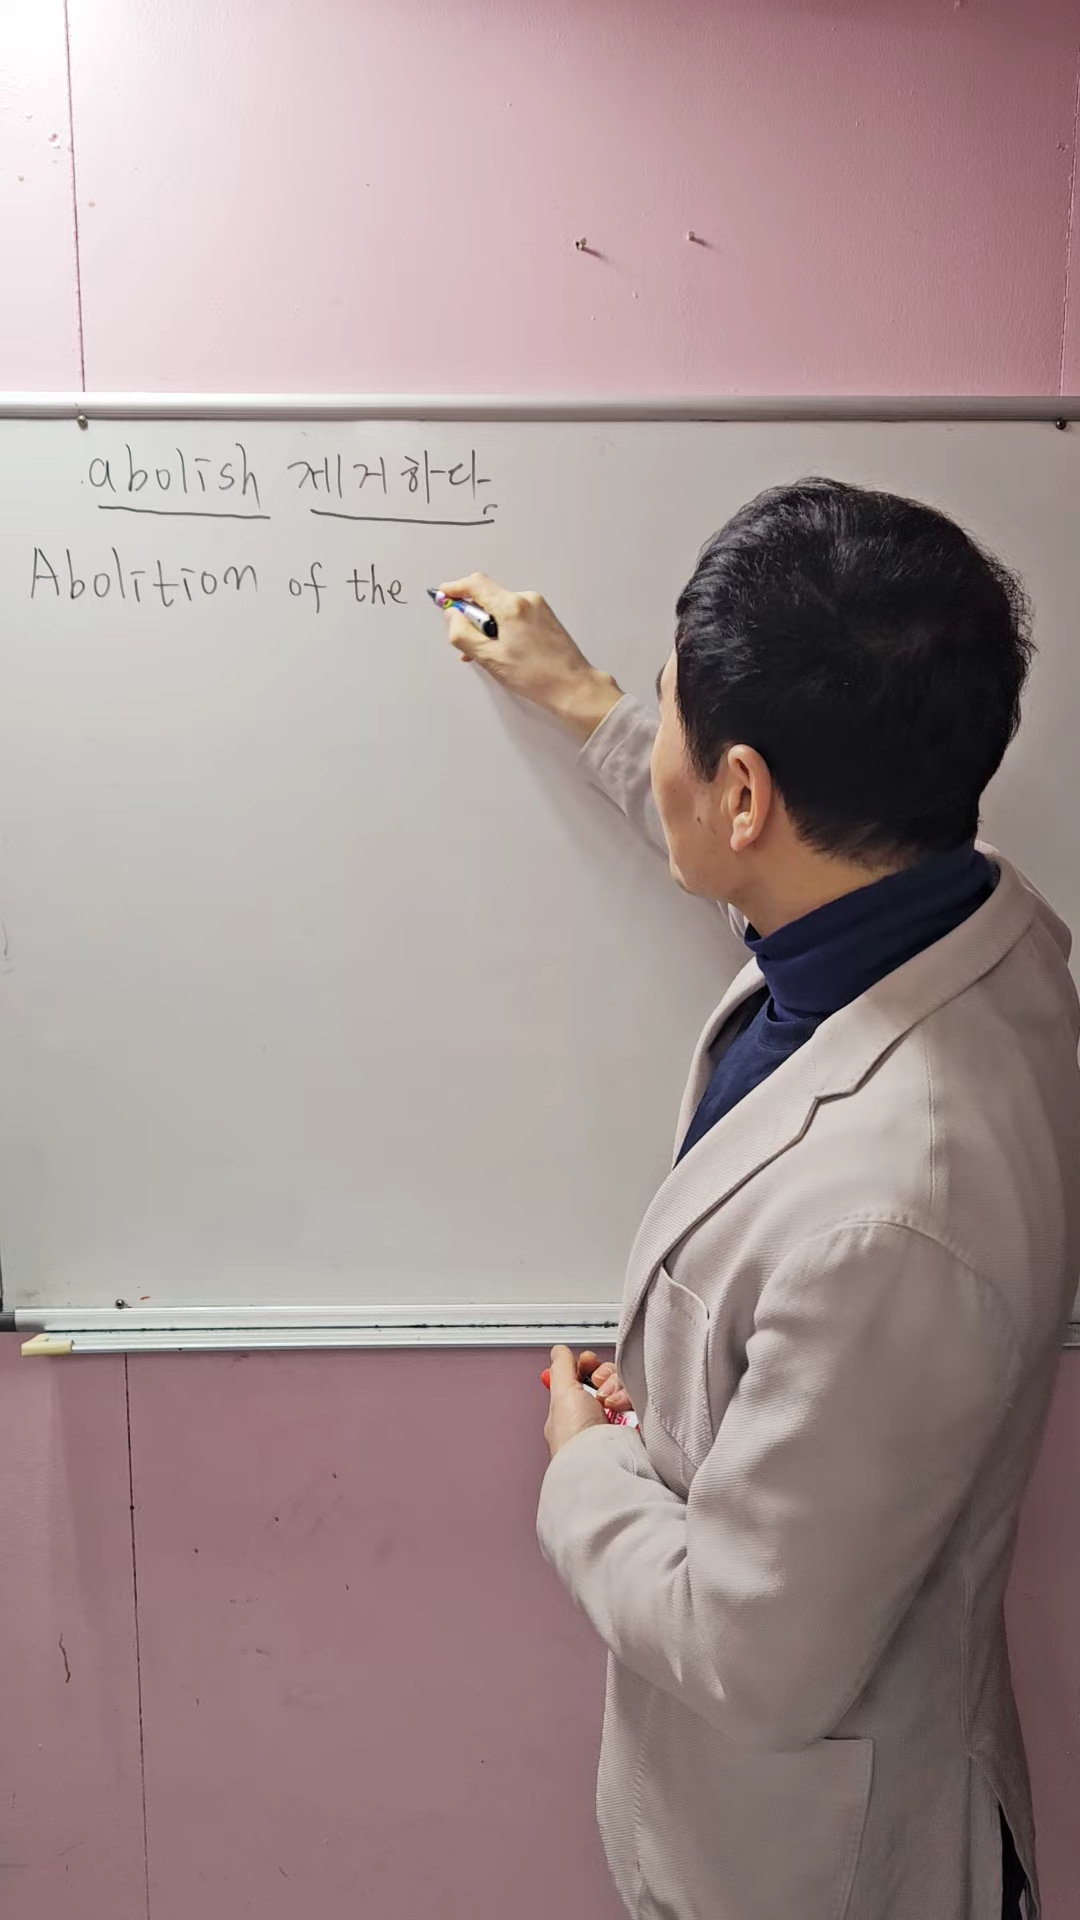 abolish 제거하다.
Abolition of the